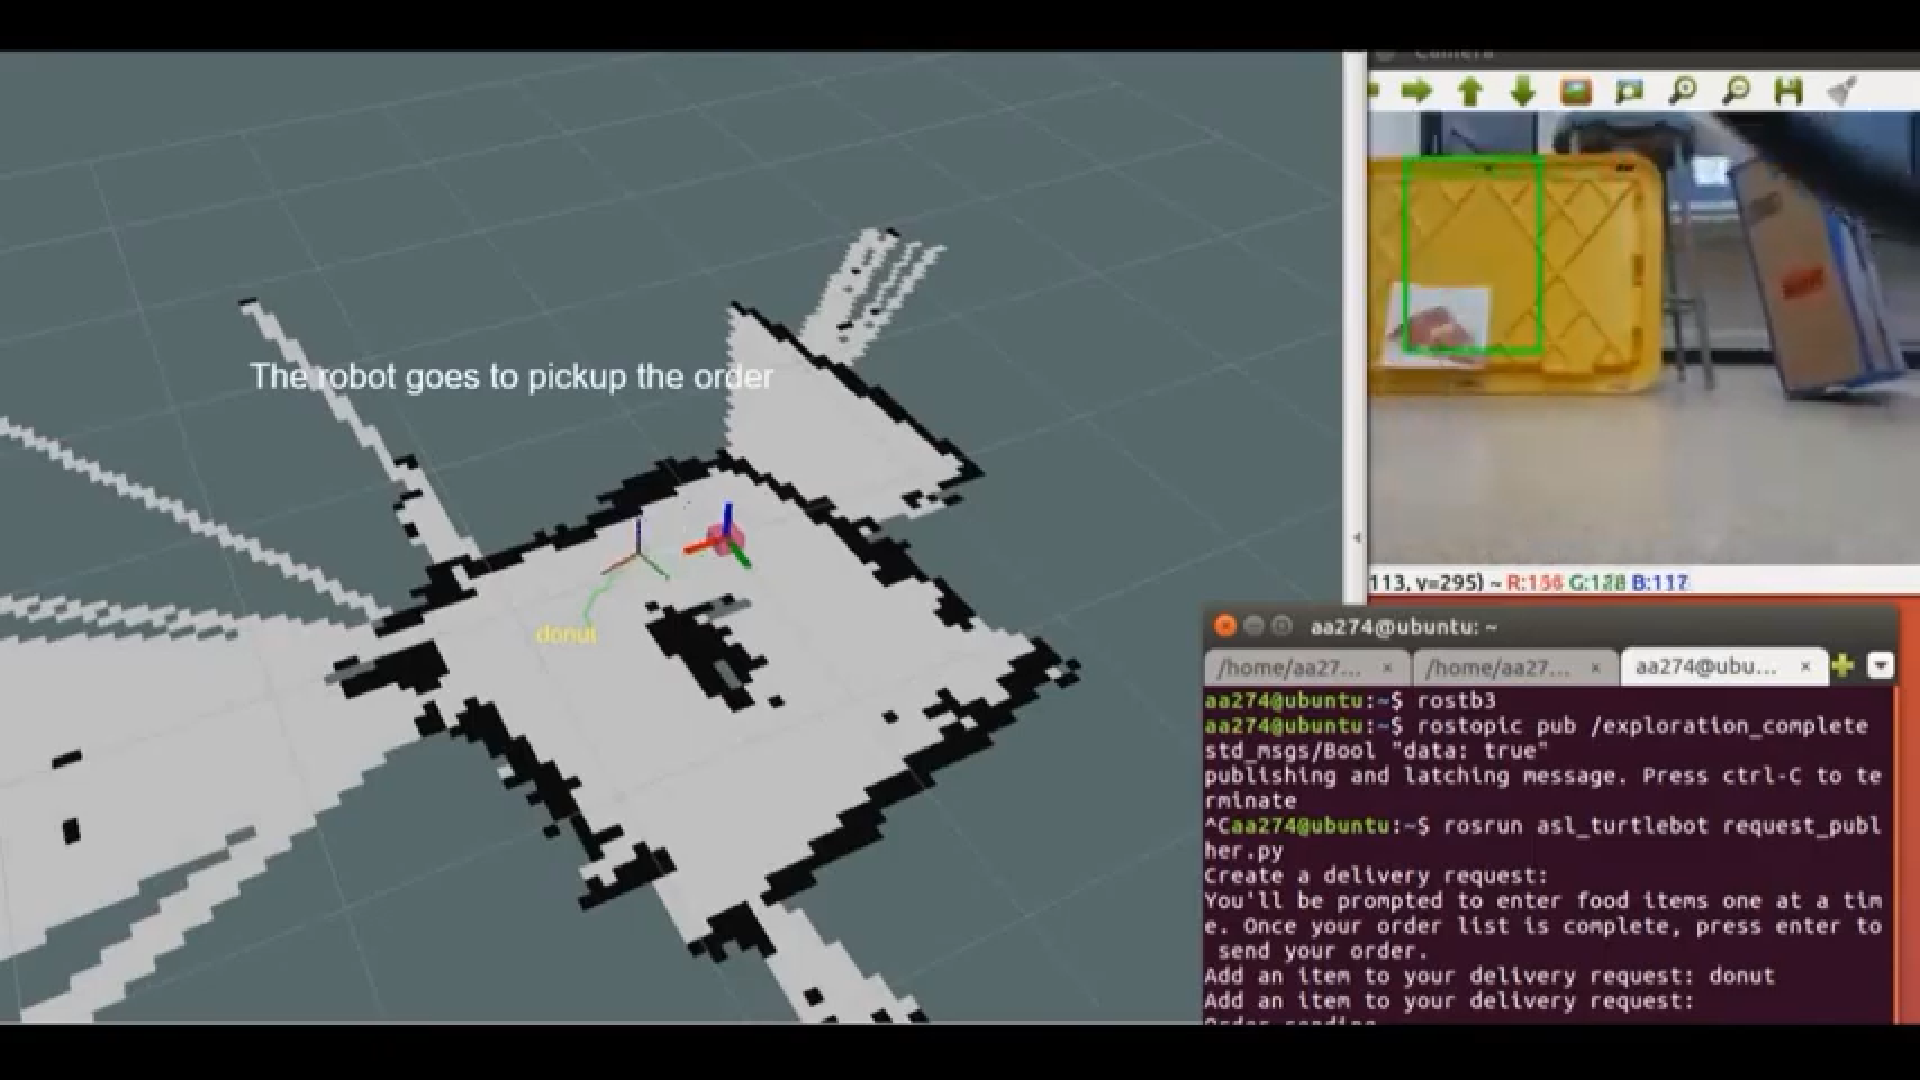 The robot goes to pickup the order
donut
Camera
113, y=295) ~ R:136 G:128 B:117
aa274@ubuntu: ~
/home/aa27... × /home/aa27... × aa274@ubu... ×
aa274@ubuntu:~$ rostb3
aa274@ubuntu:~$ rostopic pub /exploration_complete
std_msgs/Bool "data: true"
publishing and latching message. Press ctrl-C to te
rminate
^Caa274@ubuntu:~$ rosrun asl_turtlebot request_publ
her.py
Create a delivery request:
You'll be prompted to enter food items one at a tim
e. Once your order list is complete, press enter to
send your order.
Add an item to your delivery request: donut
Add an item to your delivery request:
Order sending